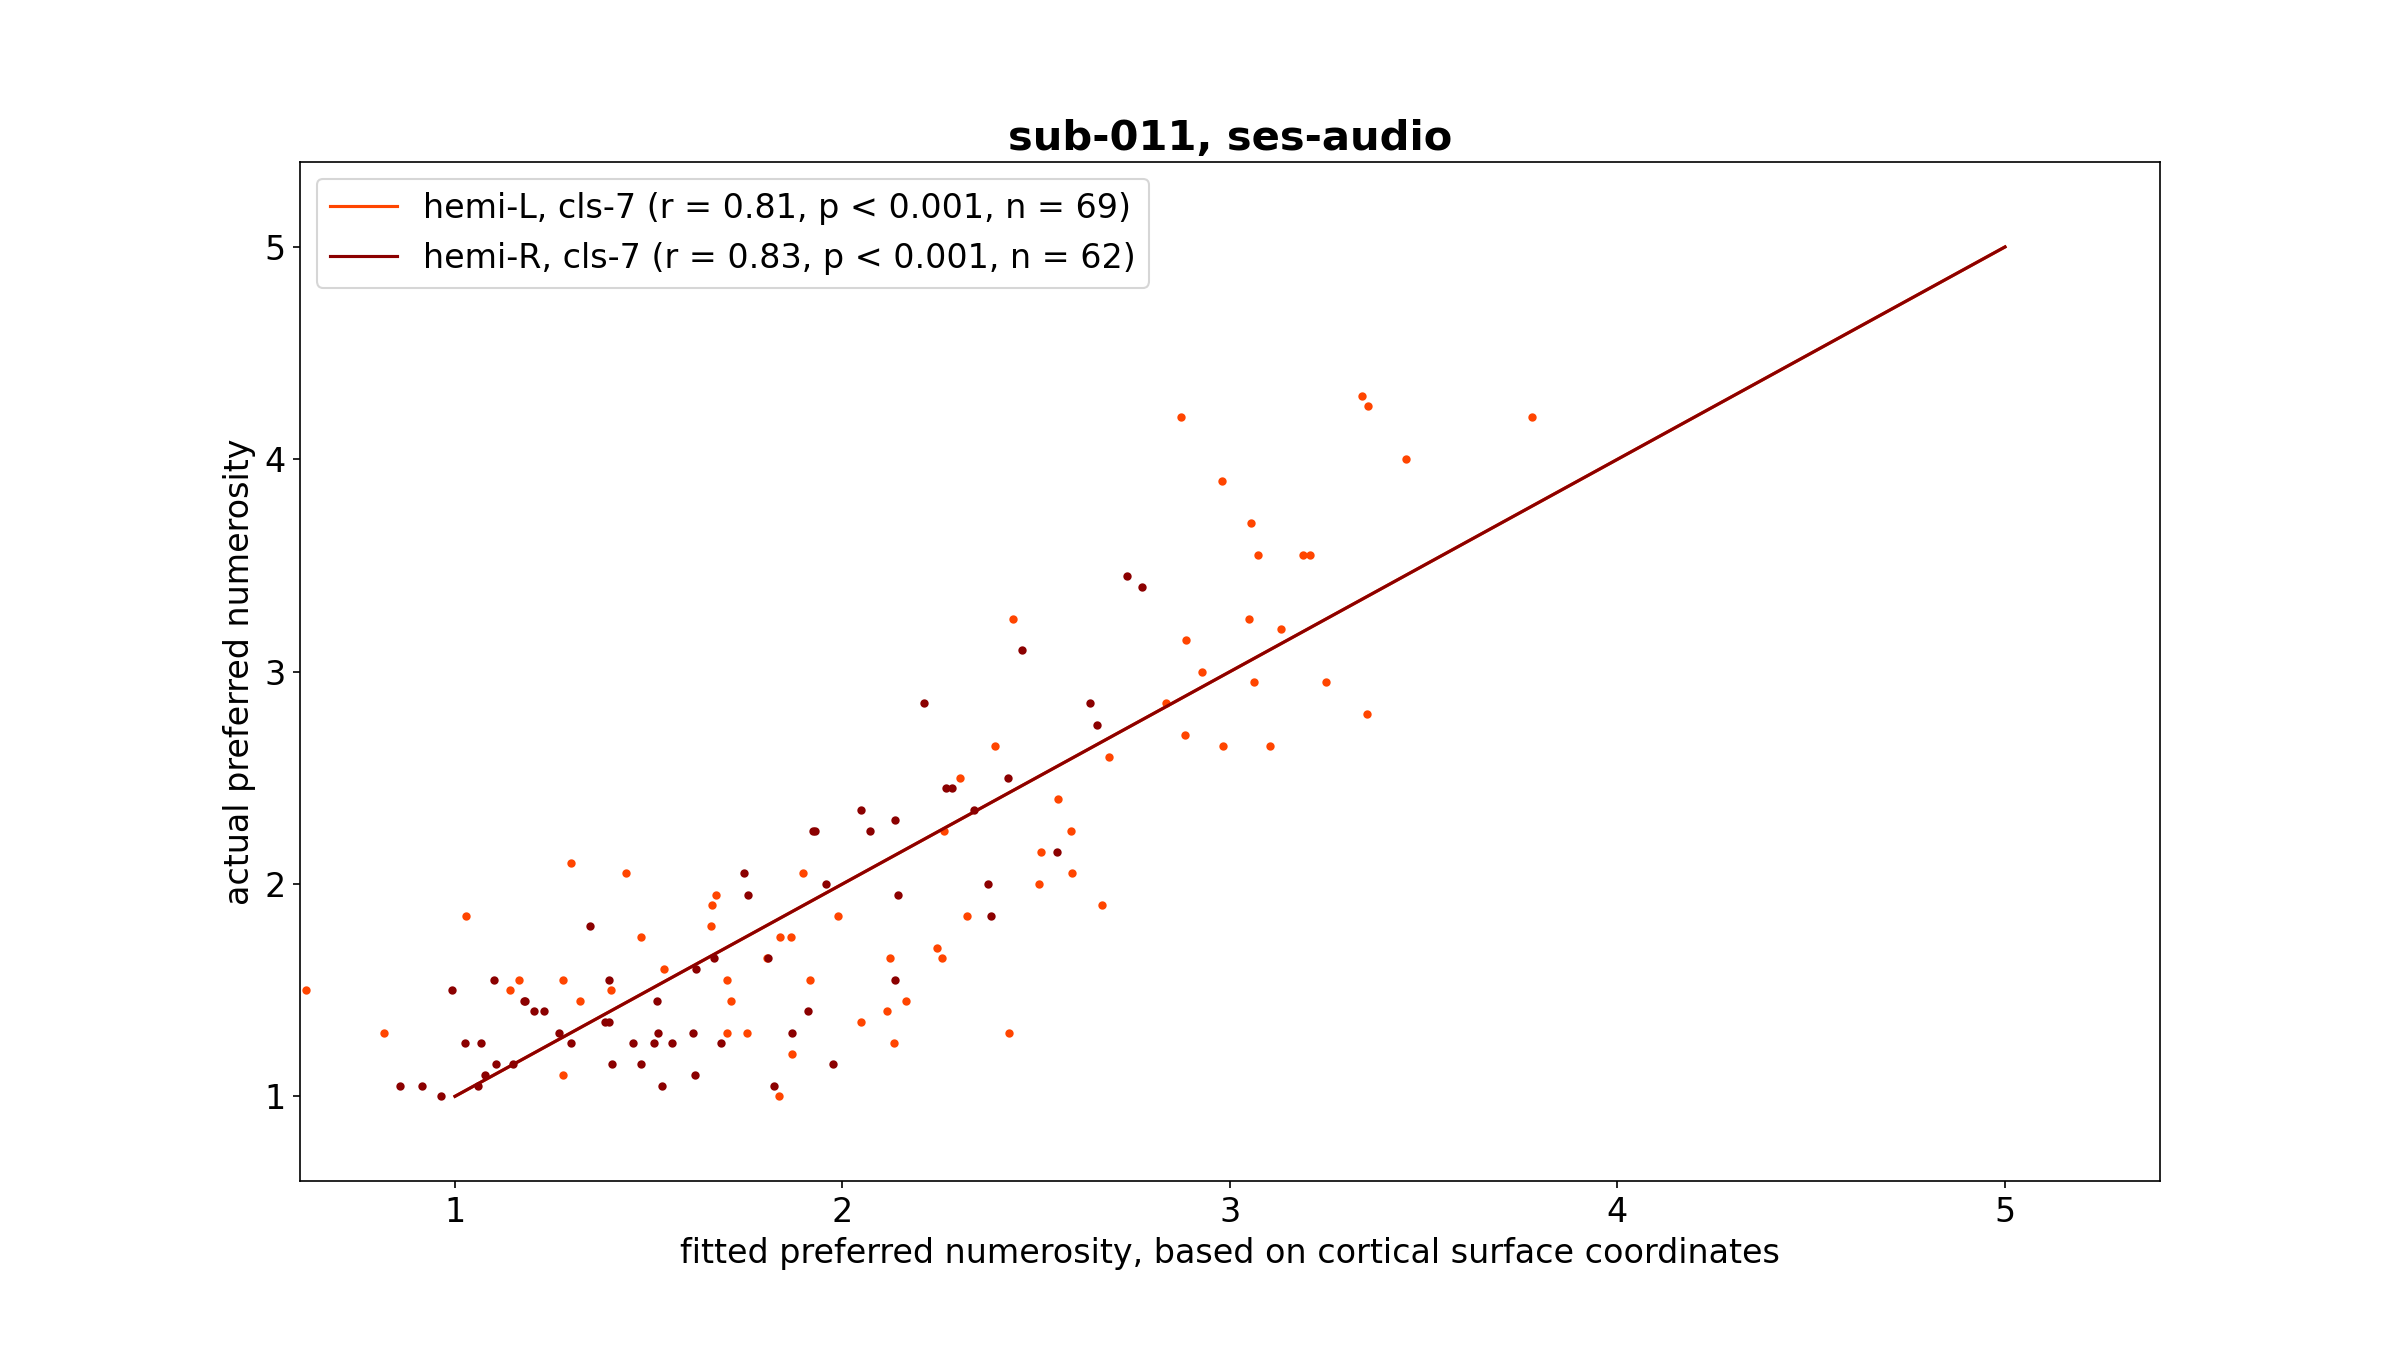 sub-011, ses-audio
hemi-L, cls-7 (r = 0.81, p < 0.001, n = 69)
hemi-R, cls-7 (r = 0.83, p < 0.001, n = 62)
5
4
3
2
1
actual preferred numerosity
1 2 3 4 5
fitted preferred numerosity, based on cortical surface coordinates